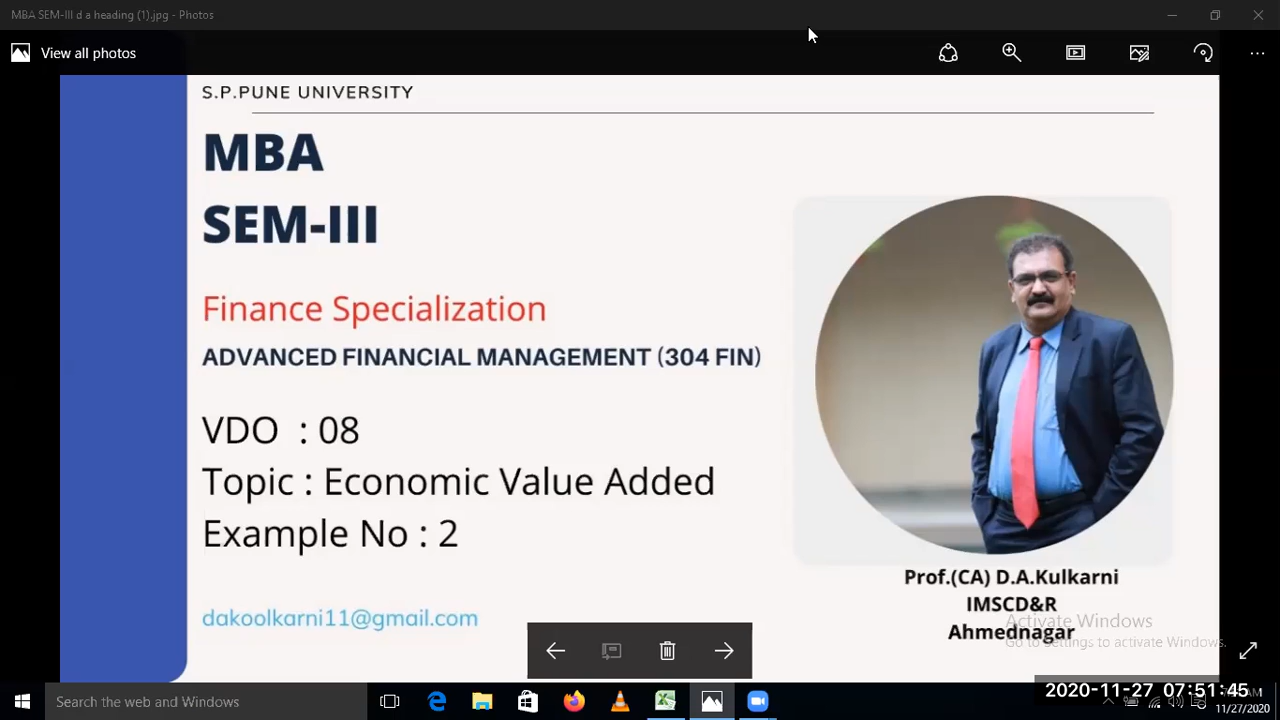 MBA SEM-III d a heading (1).jpg - Photos
View all photos
S.P.PUNE UNIVERSITY
MBA
SEM-III
Finance Specialization
ADVANCED FINANCIAL MANAGEMENT (304 FIN)
VDO : 08
Topic : Economic Value Added
Example No : 2
dakoolkarni11@gmail.com
Prof.(CA) D.A.Kulkarni
IMSCD&R
Ahmednagar
Activate Windows
Go to Settings to activate Windows.
Search the web and Windows
2020-11-27 07:51:45
11/27/2020